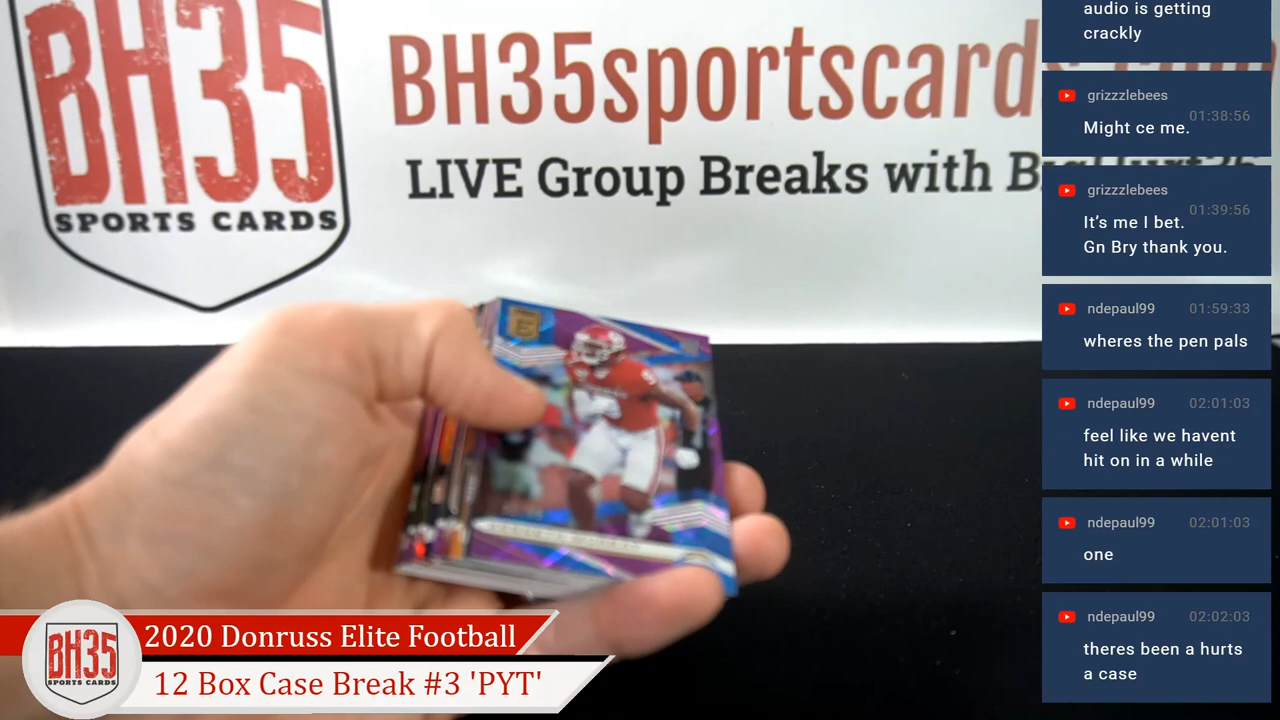 BH35
SPORTS CARDS
BH35sportscard
LIVE Group Breaks with
audio is getting
crackly
grizzzlebees
01:38:56
Might ce me.
grizzzlebees
01:39:56
It's me I bet.
Gn Bry thank you.
ndepaul99 01:59:33
wheres the pen pals
ndepaul99 02:01:03
feel like we havent
hit on in a while
ndepaul99 02:01:03
one
ndepaul99 02:02:03
theres been a hurts
a case
BH35
SPORTS CARDS
2020 Donruss Elite Football
12 Box Case Break #3 'PYT'